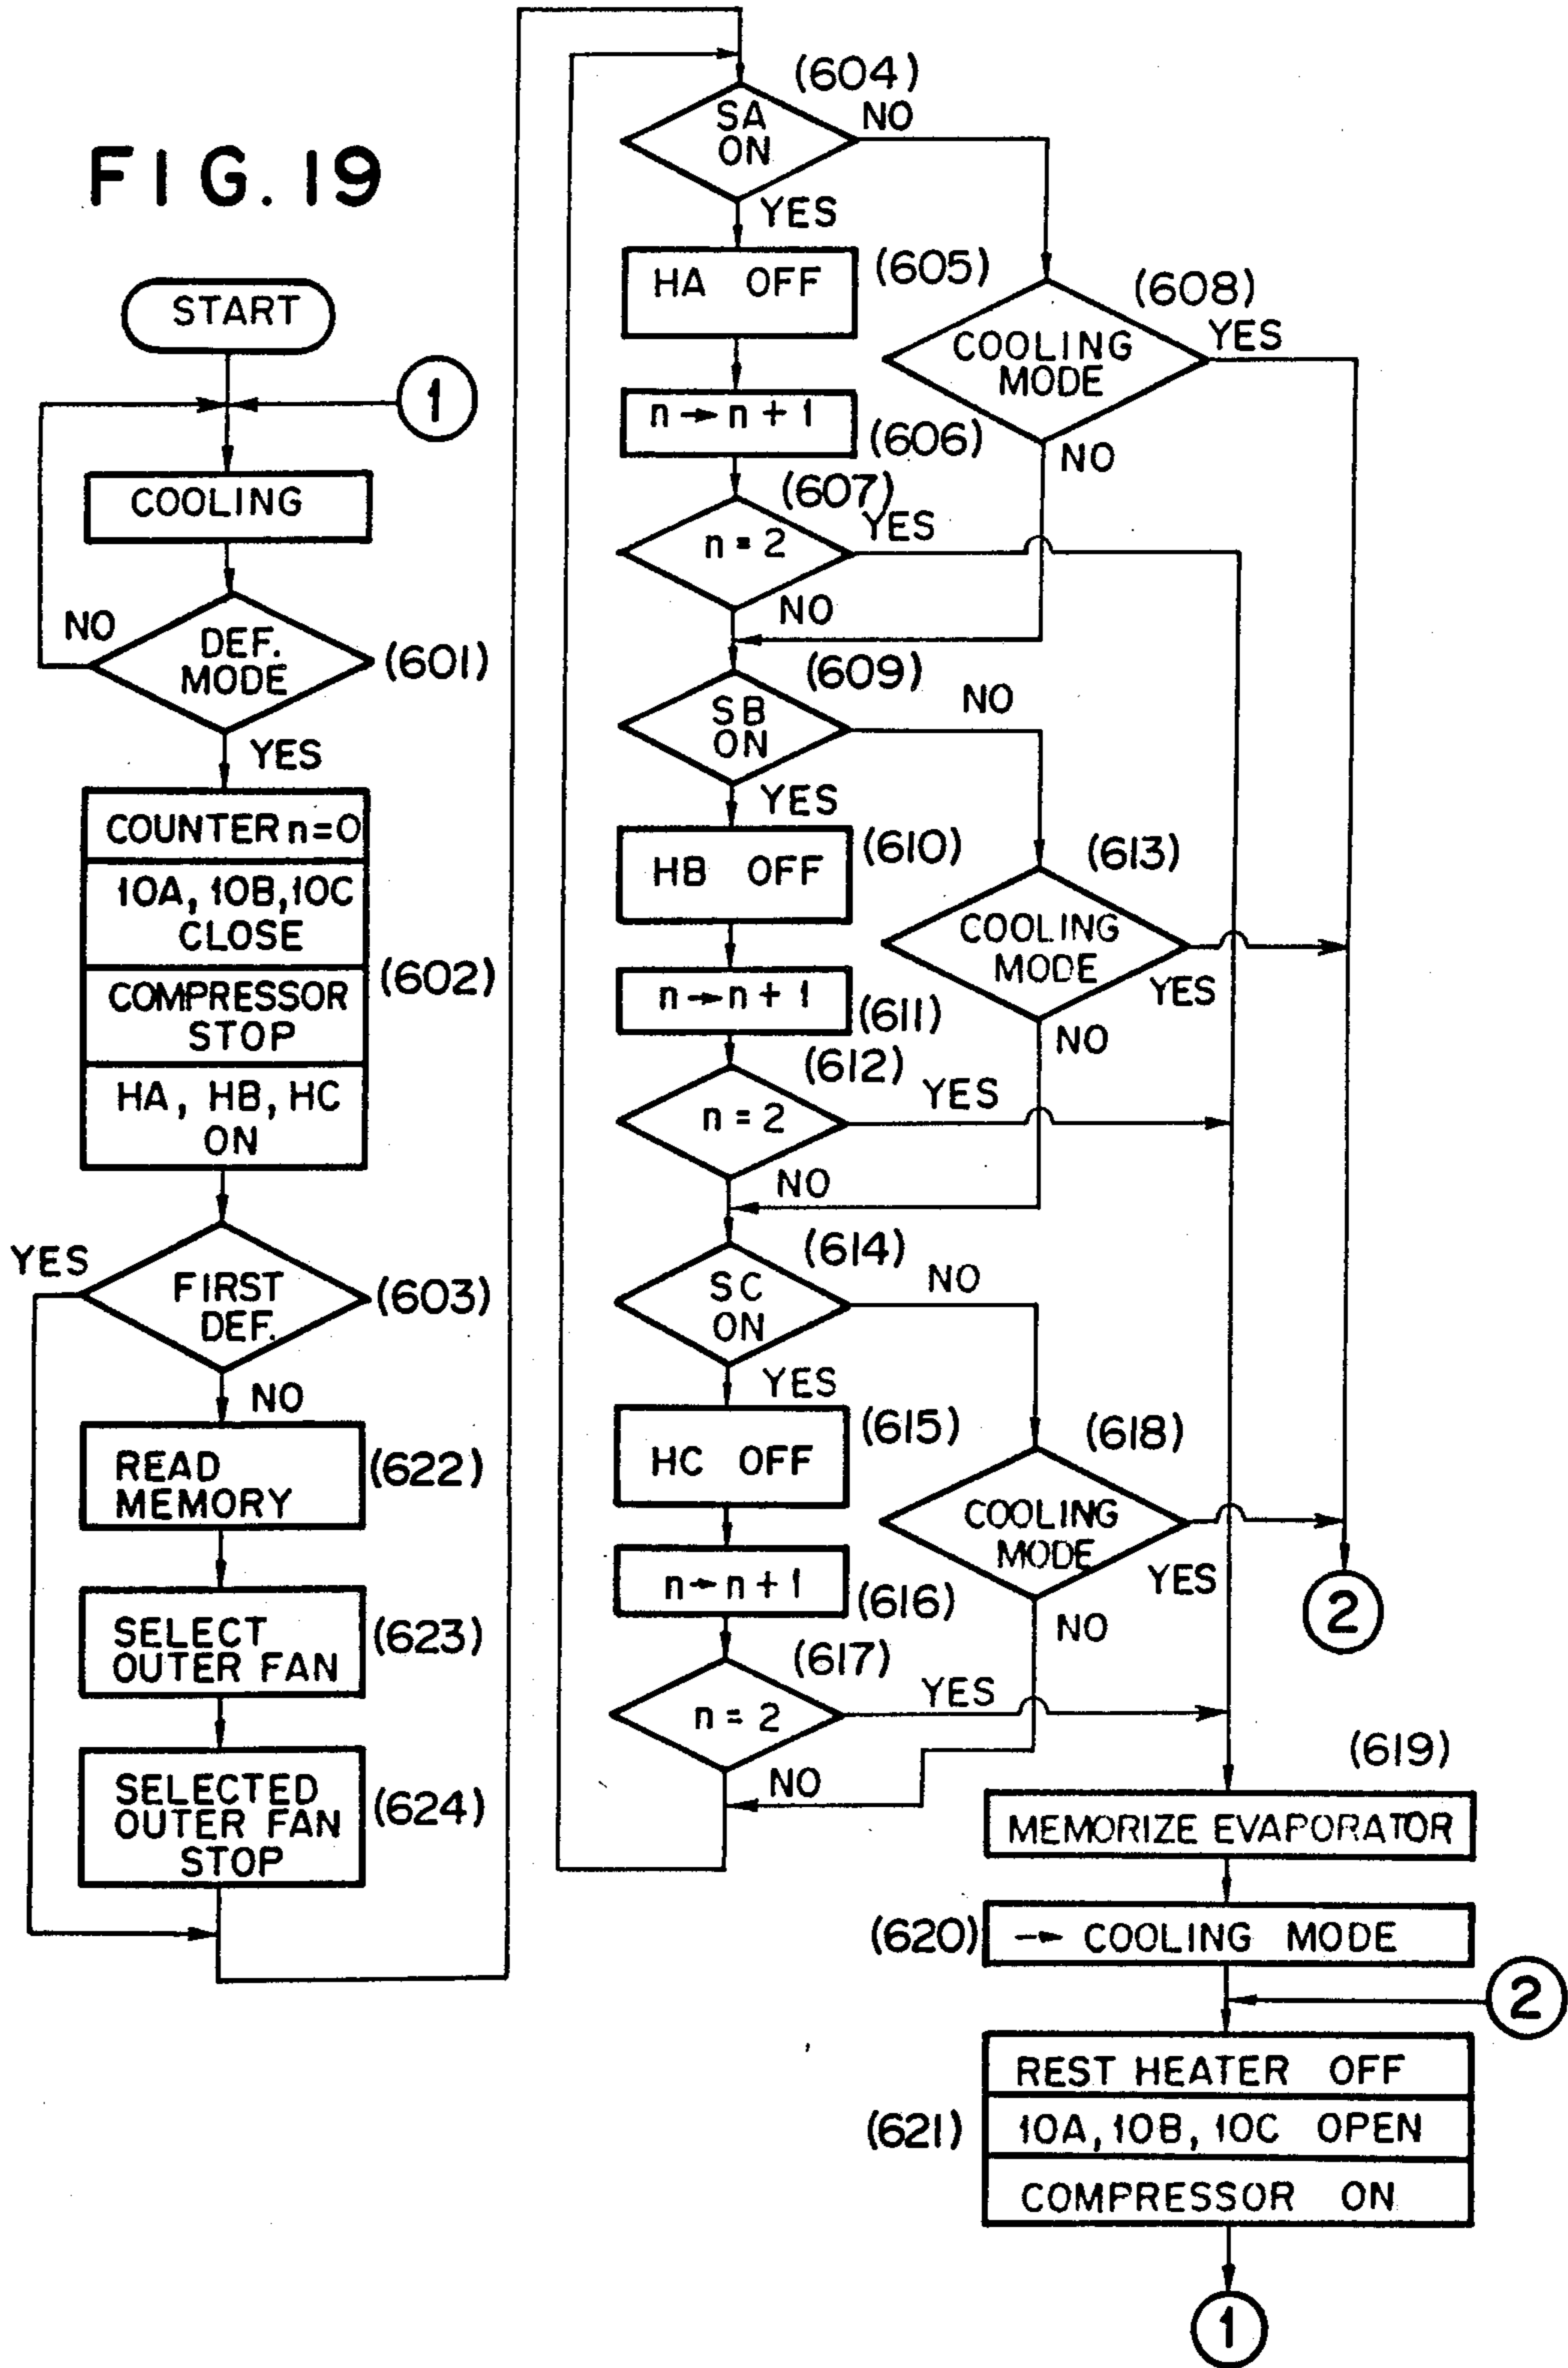 FIG. 19
START
1
COOLING
NO
DEF.
MODE
(601)
YES
COUNTER n=0
10A, 10B, 10C
CLOSE
COMPRESSOR
STOP
(602)
HA, HB, HC
ON
YES
FIRST
DEF.
(603)
NO
READ
MEMORY
(622)
SELECT
OUTER FAN
(623)
SELECTED
OUTER FAN
STOP
(624)
(604)
SA
ON
NO
YES
HA OFF
(605)
(608)
COOLING
MODE
YES
NO
n → n + 1
(606)
(607)
n = 2
YES
NO
(609)
SB
ON
NO
YES
HB OFF
(610)
(613)
COOLING
MODE
YES
NO
n → n + 1
(611)
(612)
n = 2
YES
NO
(614)
SC
ON
NO
YES
HC OFF
(615)
(618)
COOLING
MODE
YES
NO
2
n → n + 1
(616)
(617)
n = 2
YES
NO
(619)
MEMORIZE EVAPORATOR
(620)
→ COOLING MODE
2
REST HEATER OFF
(621)
10A, 10B, 10C OPEN
COMPRESSOR ON
1